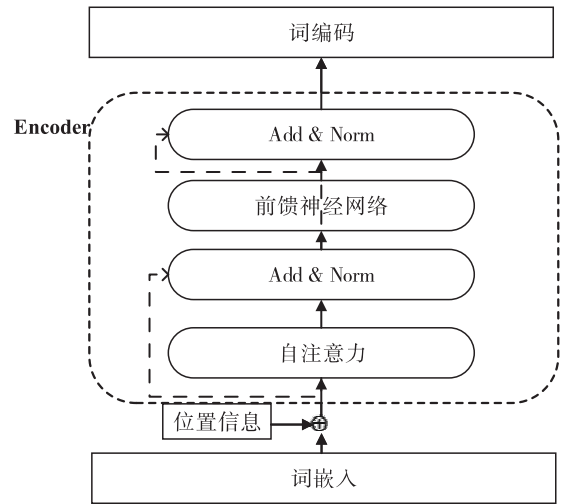 词编码
Encoder
Add & Norm
前馈神经网络
Add & Norm
自注意力
位置信息
词嵌入